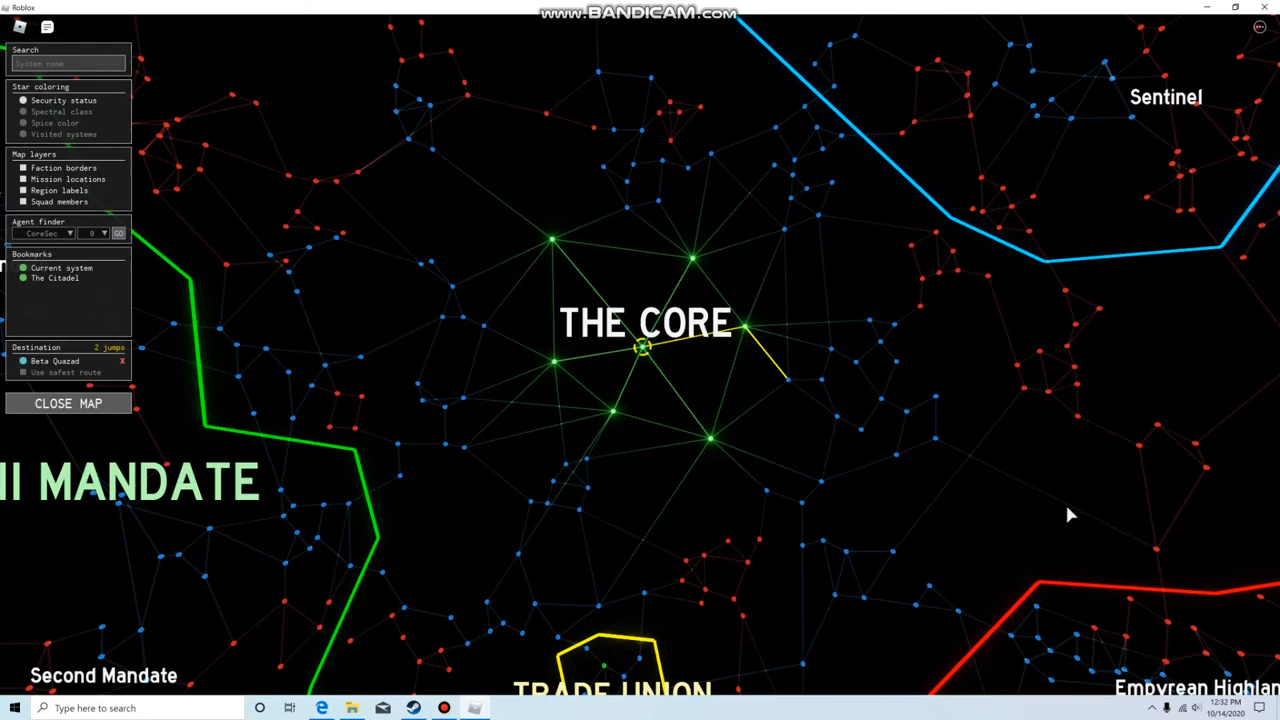 Roblox
www.BANDICAM.com
Search
System name
Star coloring
Security status
Spectral class
Spice color
Visited systems
Map layers
Faction borders
Mission locations
Region labels
Squad members
Agent finder
CoreSec 0 GO
Bookmarks
Current system
The Citadel
Destination 2 jumps
Beta Quazad X
Use safest route
CLOSE MAP
Sentinel
THE CORE
II MANDATE
Second Mandate
TRADE UNION
Empyrean Highlan
Type here to search
12:32 PM
10/14/2020